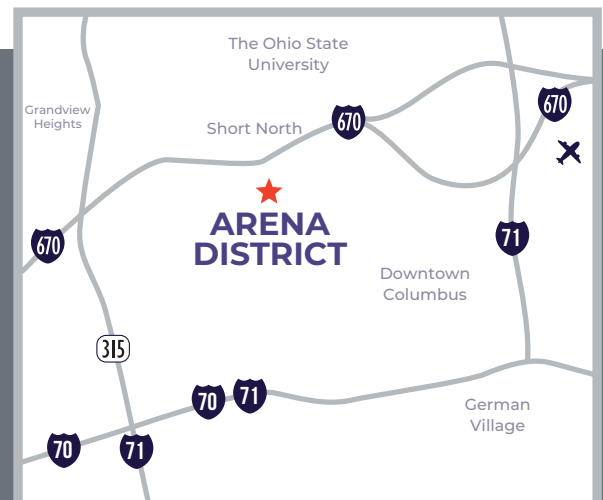 The Ohio State
University
Grandview
Heights
Short North
670
670
ARENA
DISTRICT
670
71
Downtown
Columbus
315
70
71
German
Village
70
71